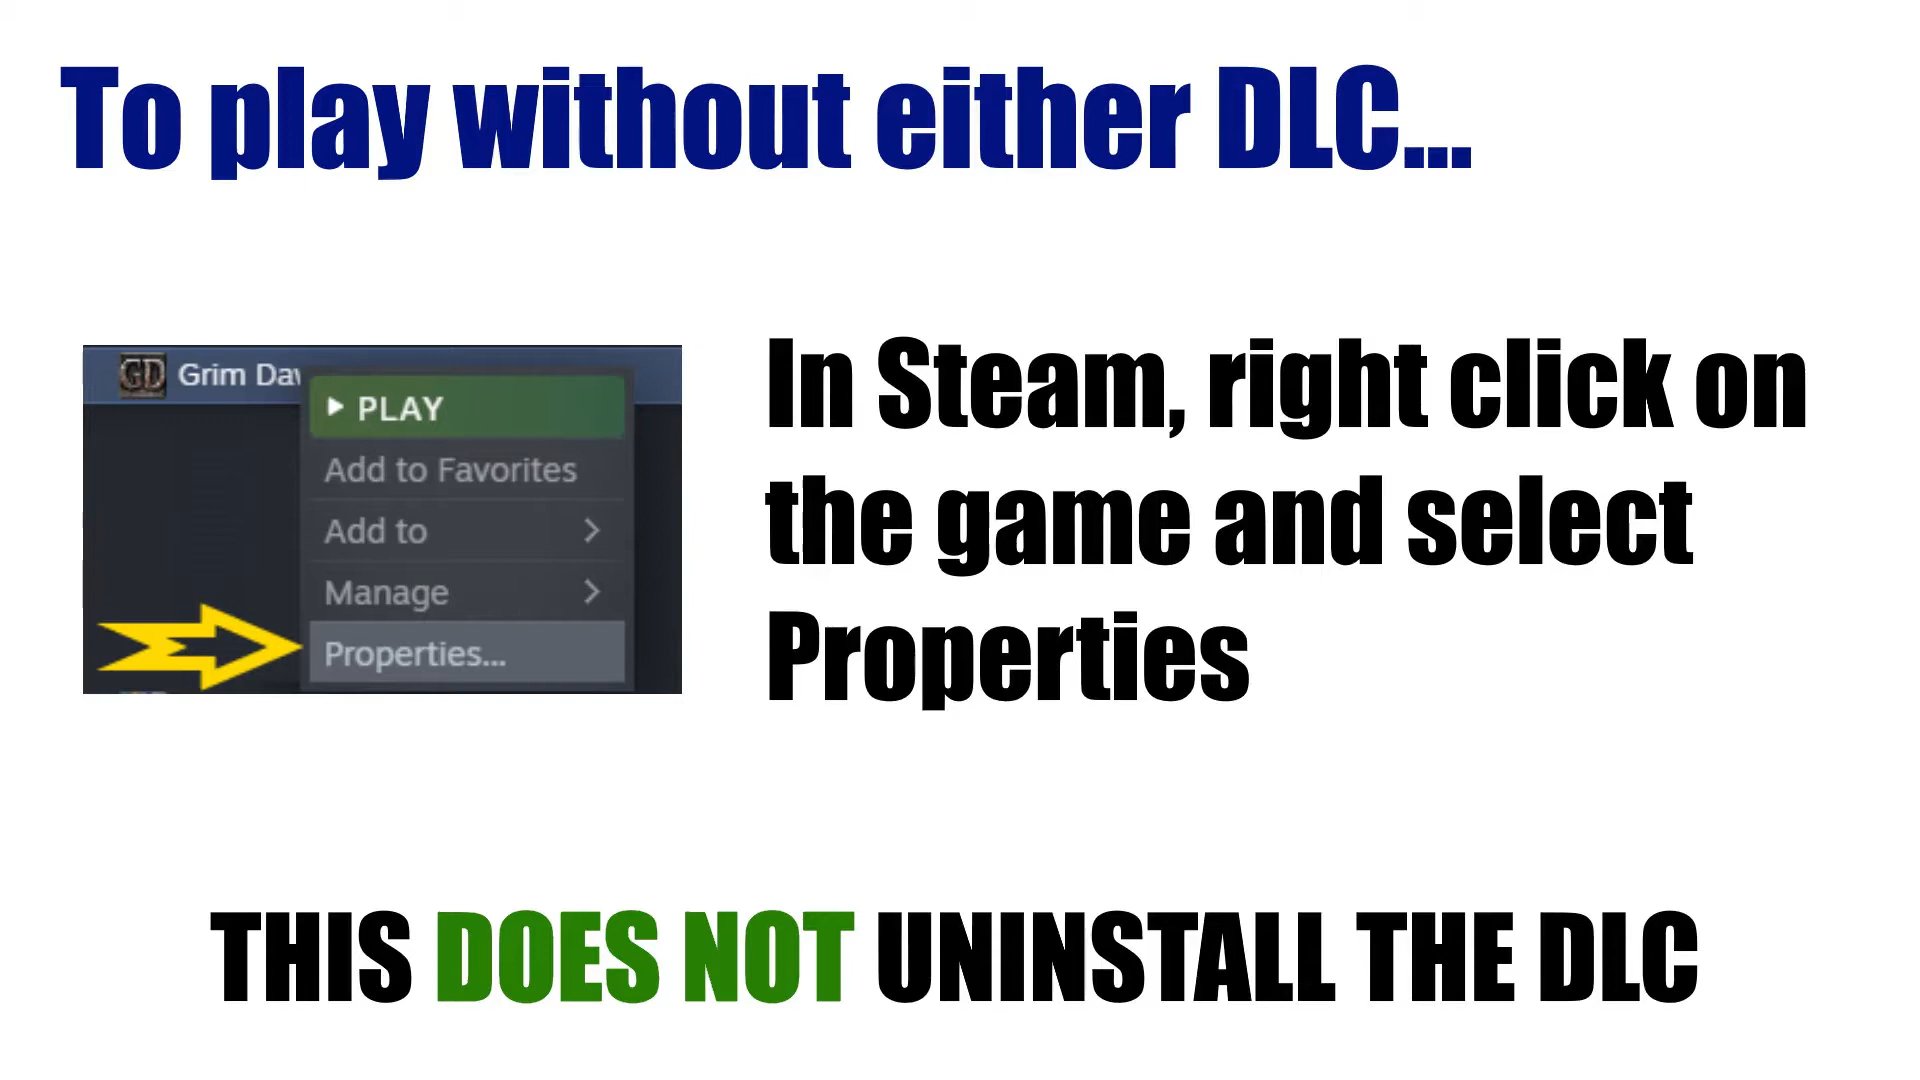 To play without either DLC...
GD Grim Daw
PLAY
Add to Favorites
Add to
Manage
Properties...
In Steam, right click on
the game and select
Properties
THIS DOES NOT UNINSTALL THE DLC